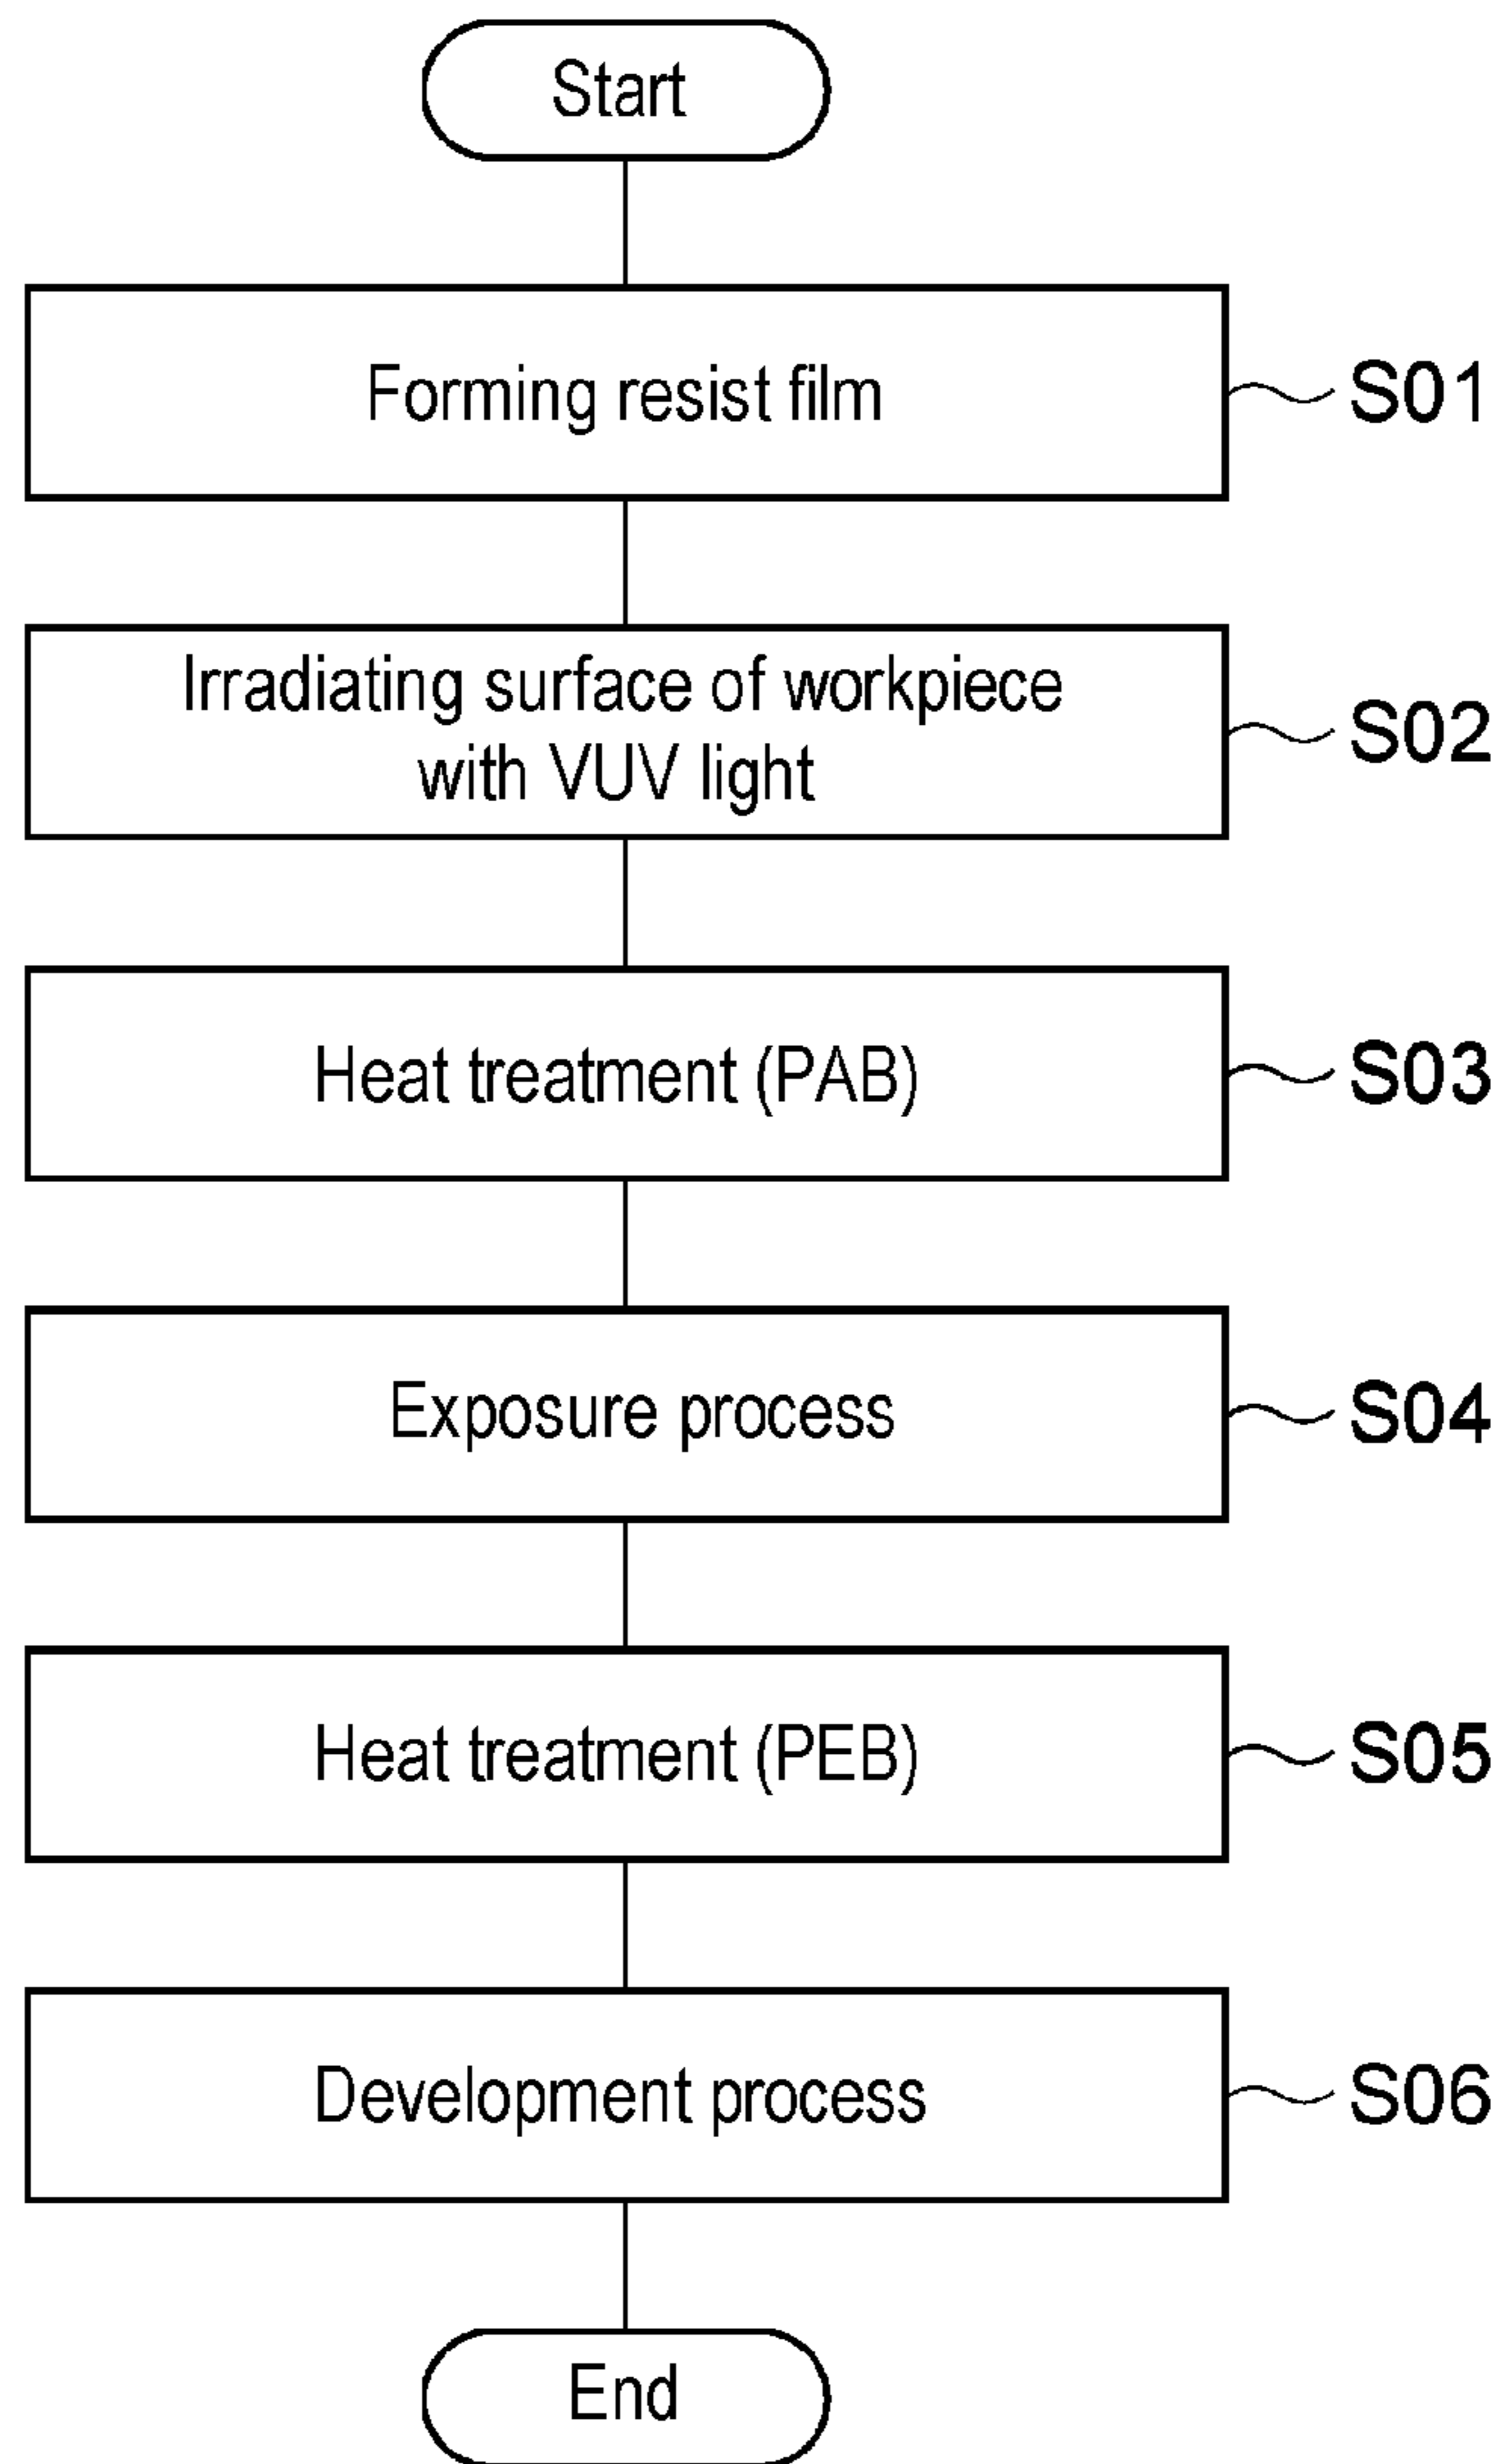 Start
Forming resist film
S01
Irradiating surface of workpiece
with VUV light
S02
Heat treatment (PAB)
S03
Exposure process
S04
Heat treatment (PEB)
S05
Development process
S06
End